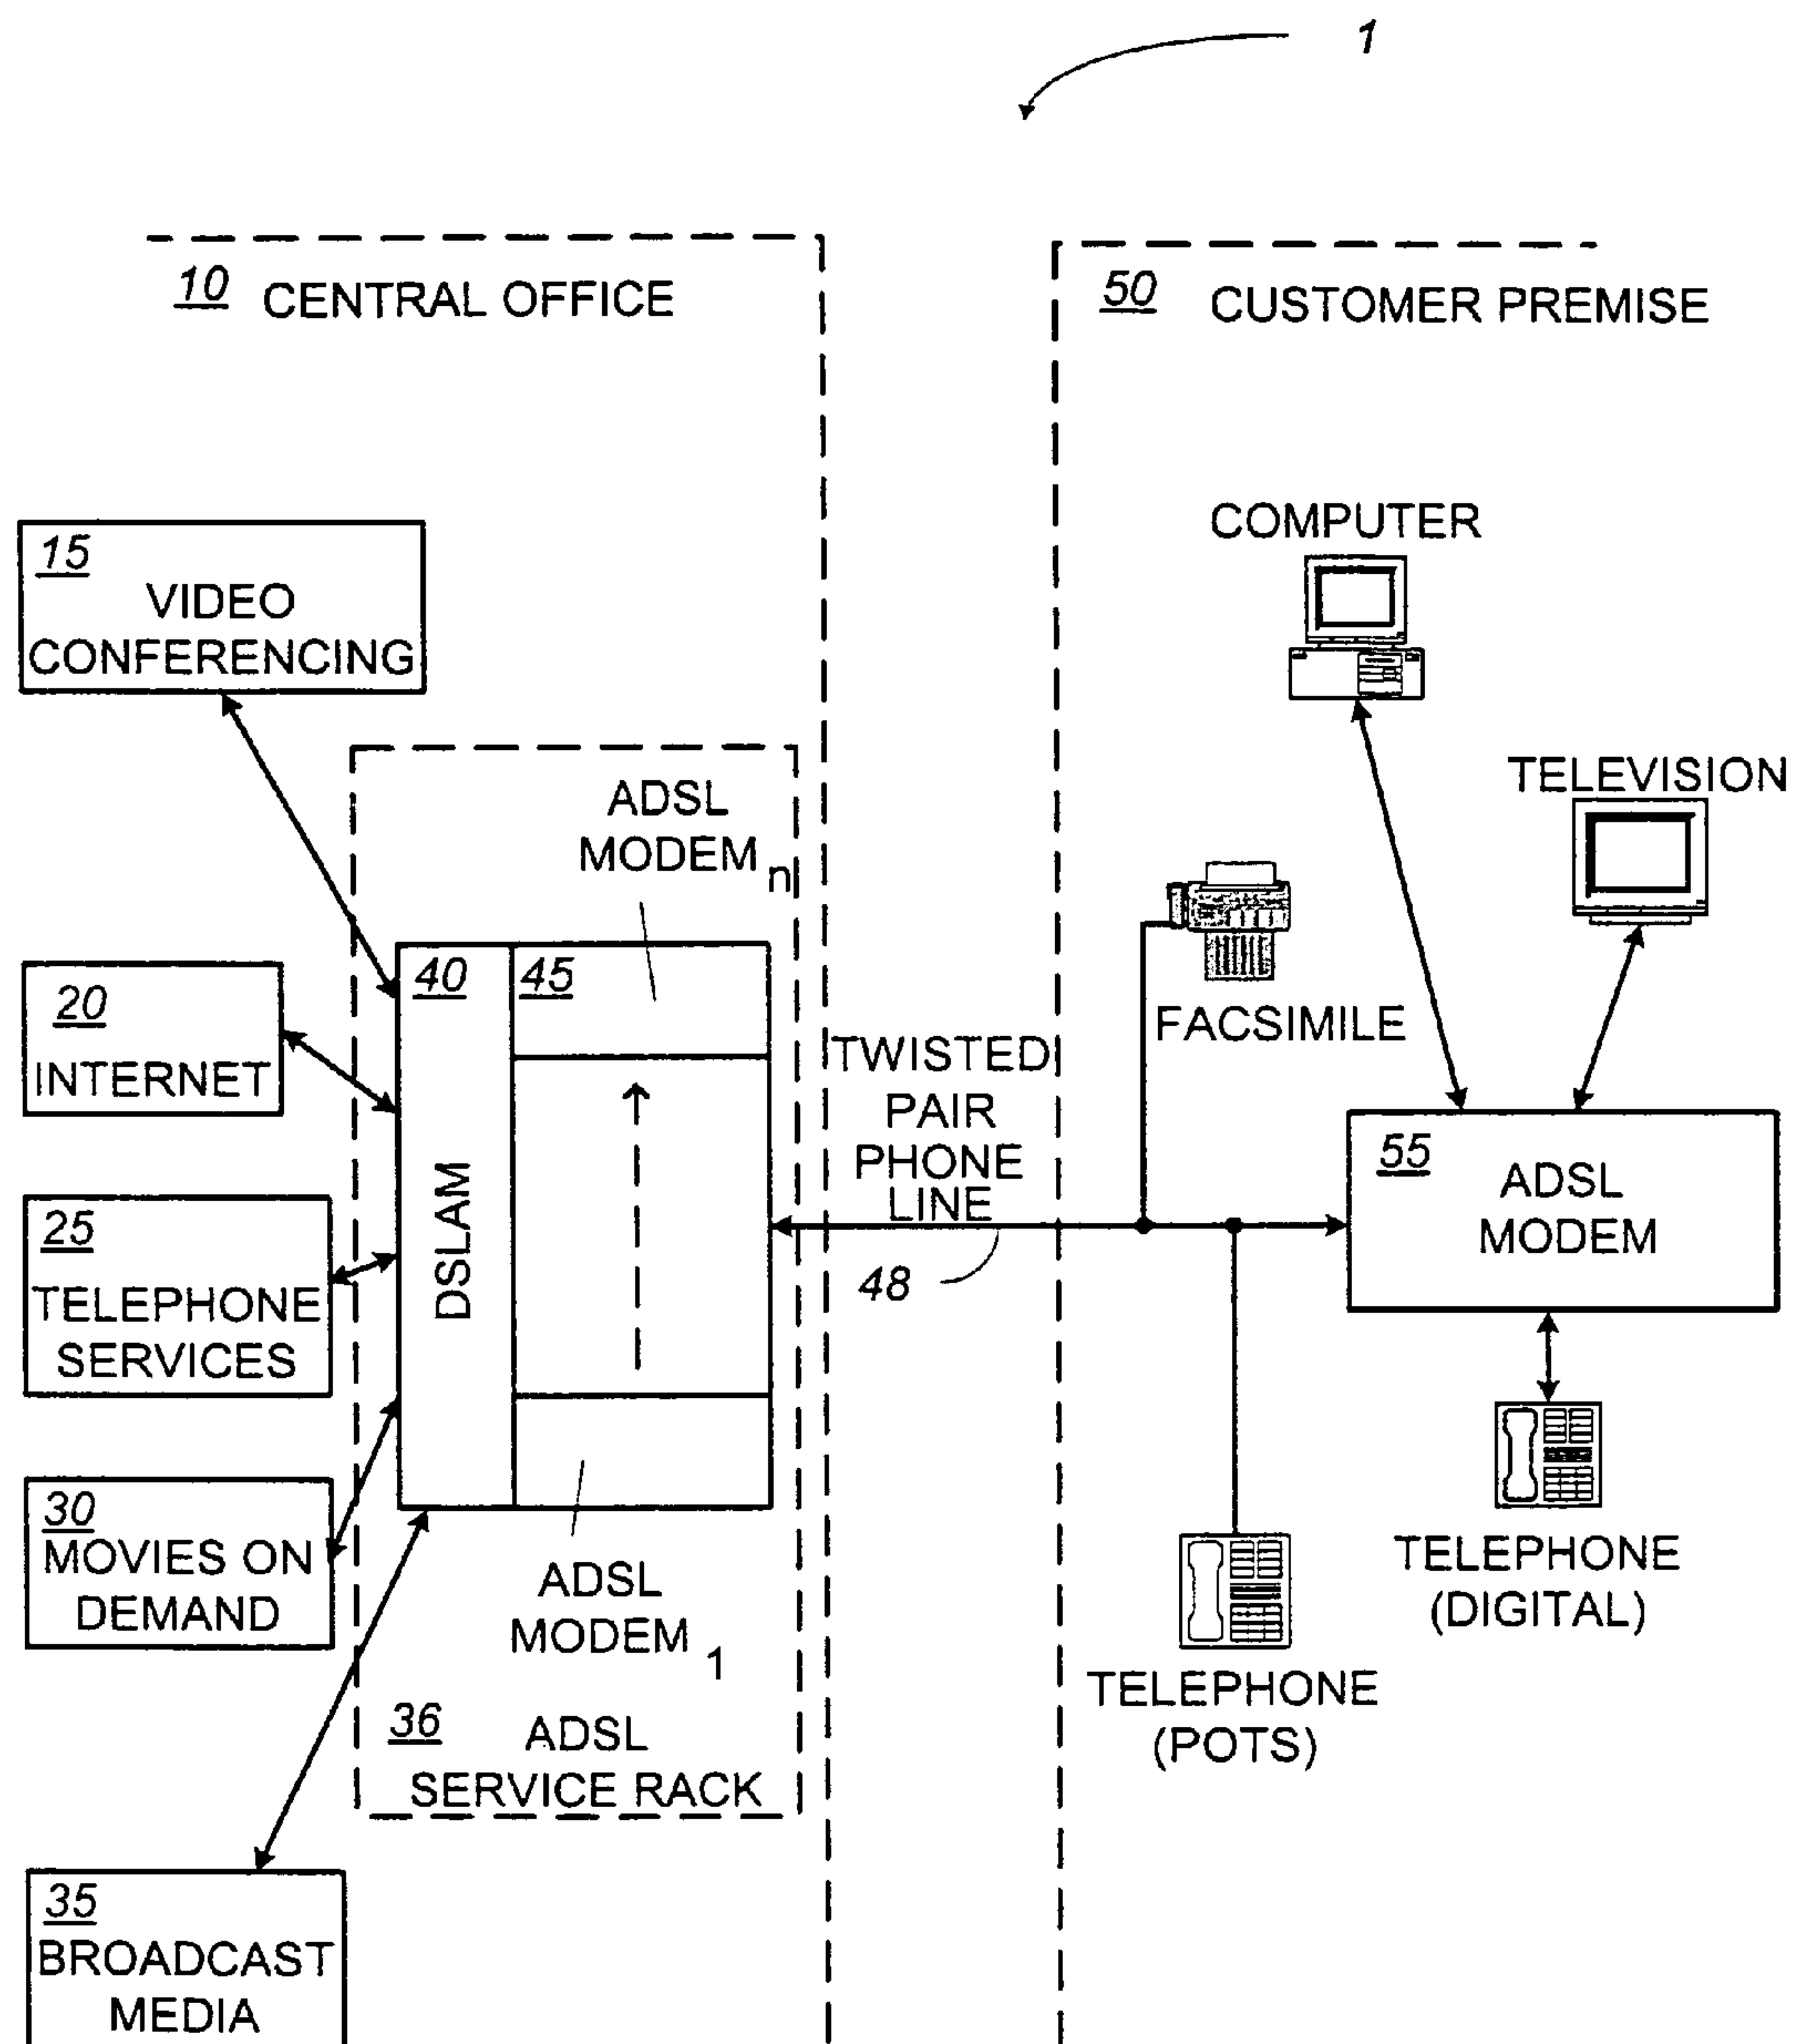 1
10 CENTRAL OFFICE
50 CUSTOMER PREMISE
15
VIDEO
CONFERENCING
20
INTERNET
25
TELEPHONE
SERVICES
30
MOVIES ON
DEMAND
35
BROADCAST
MEDIA
ADSL
MODEM n
40
DSLAM
45
ADSL
MODEM 1
36 ADSL
SERVICE RACK
TWISTED
PAIR
PHONE
LINE
48
COMPUTER
TELEVISION
FACSIMILE
55
ADSL
MODEM
TELEPHONE
(DIGITAL)
TELEPHONE
(POTS)